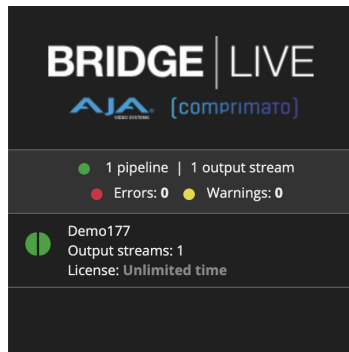 BRIDGE | LIVE
AJA VIDEO SYSTEMS (comprimato)
1 pipeline | 1 output stream
Errors: 0 Warnings: 0
Demo177
Output streams: 1
License: Unlimited time